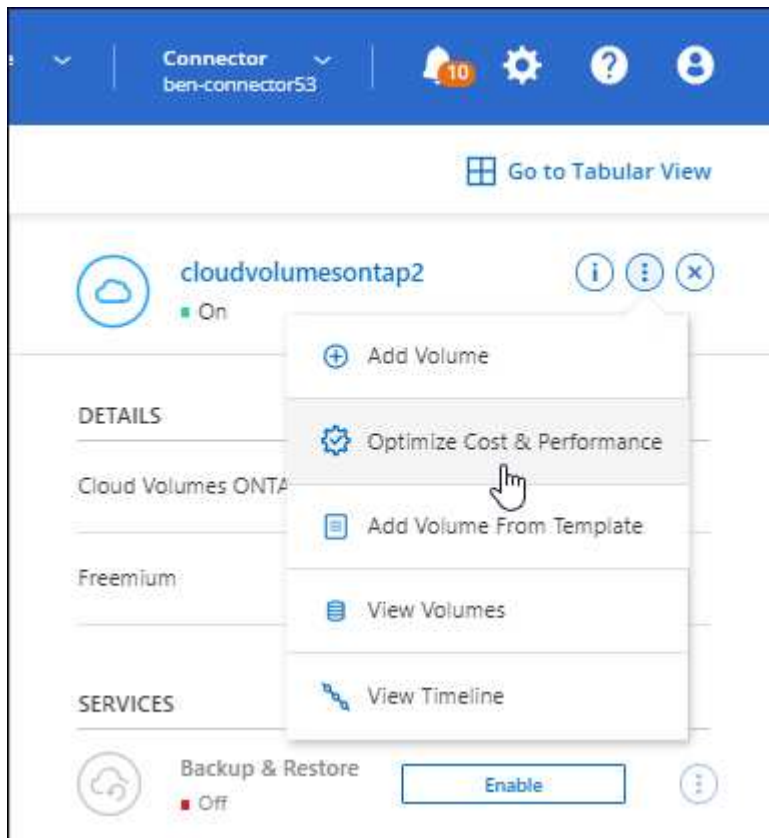 Connector
ben-connector53
10
Go to Tabular View
cloudvolumesontap2
On
Add Volume
DETAILS
Optimize Cost & Performance
Cloud Volumes ONTA
Add Volume From Template
Freemium
View Volumes
View Timeline
SERVICES
Backup & Restore
Enable
Off